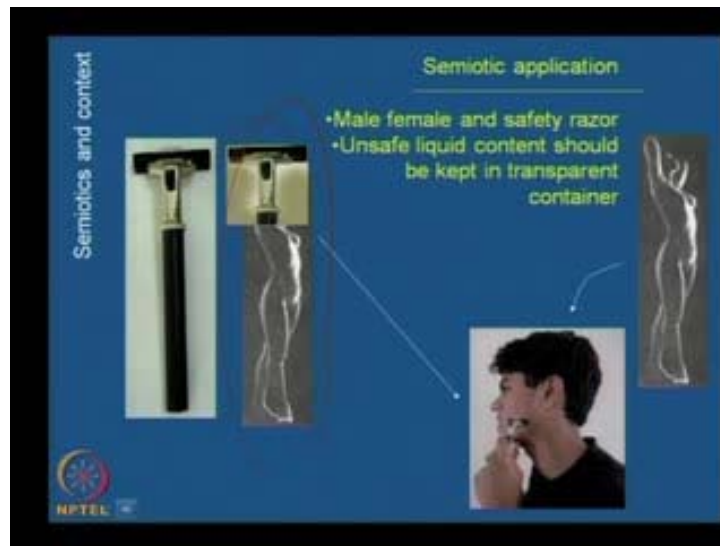 Semiotics and context
Semiotic application
•Male female and safety razor
•Unsafe liquid content should
be kept in transparent
container
NPTEL